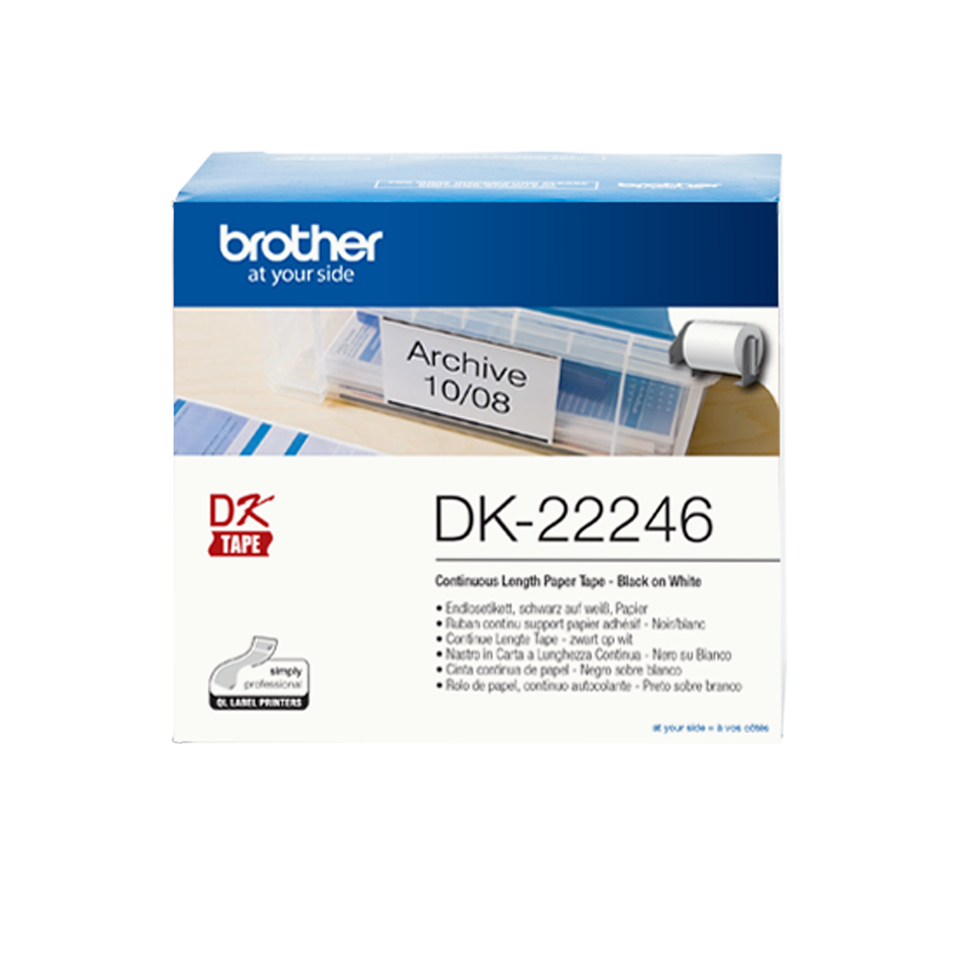 brother
at your side
Archive
10/08
DK
TAPE
DK-22246
Continuous Length Paper Tape - Black on White
• Endlosetikett, schwarz auf weiß, Papier
• Ruban continu support papier adhésif - Noir/blanc
• Continue Lengte Tape - zwart op wit
• Nastro in Carta a Lunghezza Continua - Nero su Bianco
• Cinta continua de papel - Negro sobre blanco
• Rolo de papel, contínuo autocolante - Preto sobre branco
simply
professional
QL LABEL PRINTERS
at your side = à vos côtés